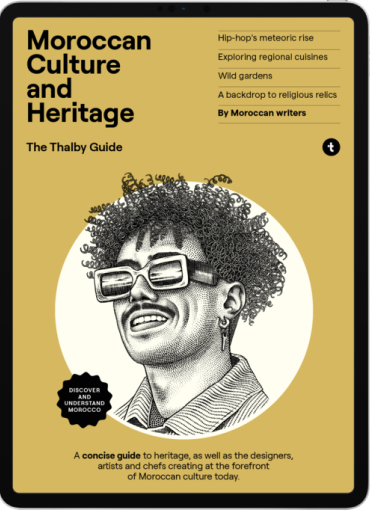 Moroccan
Culture
and
Heritage
The Thalby Guide
Hip-hop's meteoric rise
Exploring regional cuisines
Wild gardens
A backdrop to religious relics
By Moroccan writers
t
DISCOVER
AND
UNDERSTAND
MOROCCO
A concise guide to heritage, as well as the designers,
artists and chefs creating at the forefront
of Moroccan culture today.